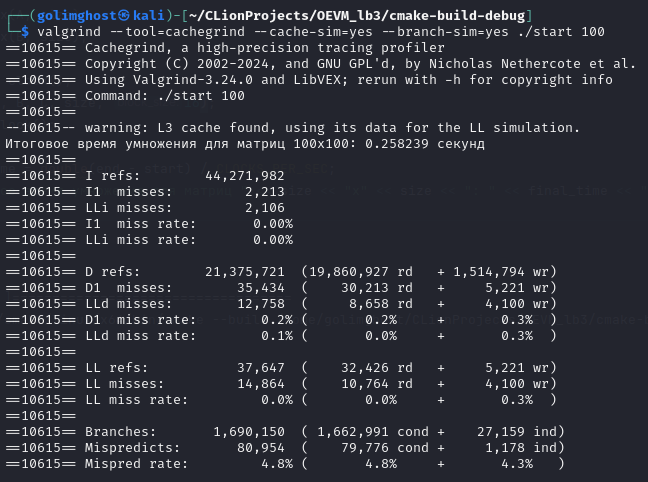 ┌──(golimghost㉿kali)-[~/CLionProjects/OEVM_lb3/cmake-build-debug]
└─$ valgrind --tool=cachegrind --cache-sim=yes --branch-sim=yes ./start 100
==10615== Cachegrind, a high-precision tracing profiler
==10615== Copyright (C) 2002-2024, and GNU GPL'd, by Nicholas Nethercote et al.
==10615== Using Valgrind-3.24.0 and LibVEX; rerun with -h for copyright info
==10615== Command: ./start 100
==10615==
--10615-- warning: L3 cache found, using its data for the LL simulation.
Итоговое время умножения для матриц 100x100: 0.258239 секунд
==10615==
==10615== I refs:        44,271,982
==10615== I1  misses:         2,213
==10615== LLi misses:         2,106
==10615== I1  miss rate:       0.00%
==10615== LLi miss rate:       0.00%
==10615==
==10615== D refs:        21,375,721  (19,860,927 rd   + 1,514,794 wr)
==10615== D1  misses:        35,434  (    30,213 rd   +     5,221 wr)
==10615== LLd misses:        12,758  (     8,658 rd   +     4,100 wr)
==10615== D1  miss rate:        0.2% (       0.2%     +       0.3%  )
==10615== LLd miss rate:        0.1% (       0.0%     +       0.3%  )
==10615==
==10615== LL refs:           37,647  (    32,426 rd   +     5,221 wr)
==10615== LL misses:         14,864  (    10,764 rd   +     4,100 wr)
==10615== LL miss rate:         0.0% (       0.0%     +       0.3%  )
==10615==
==10615== Branches:       1,690,150  ( 1,662,991 cond +    27,159 ind)
==10615== Mispredicts:       80,954  (    79,776 cond +     1,178 ind)
==10615== Mispred rate:         4.8% (       4.8%     +       4.3%   )